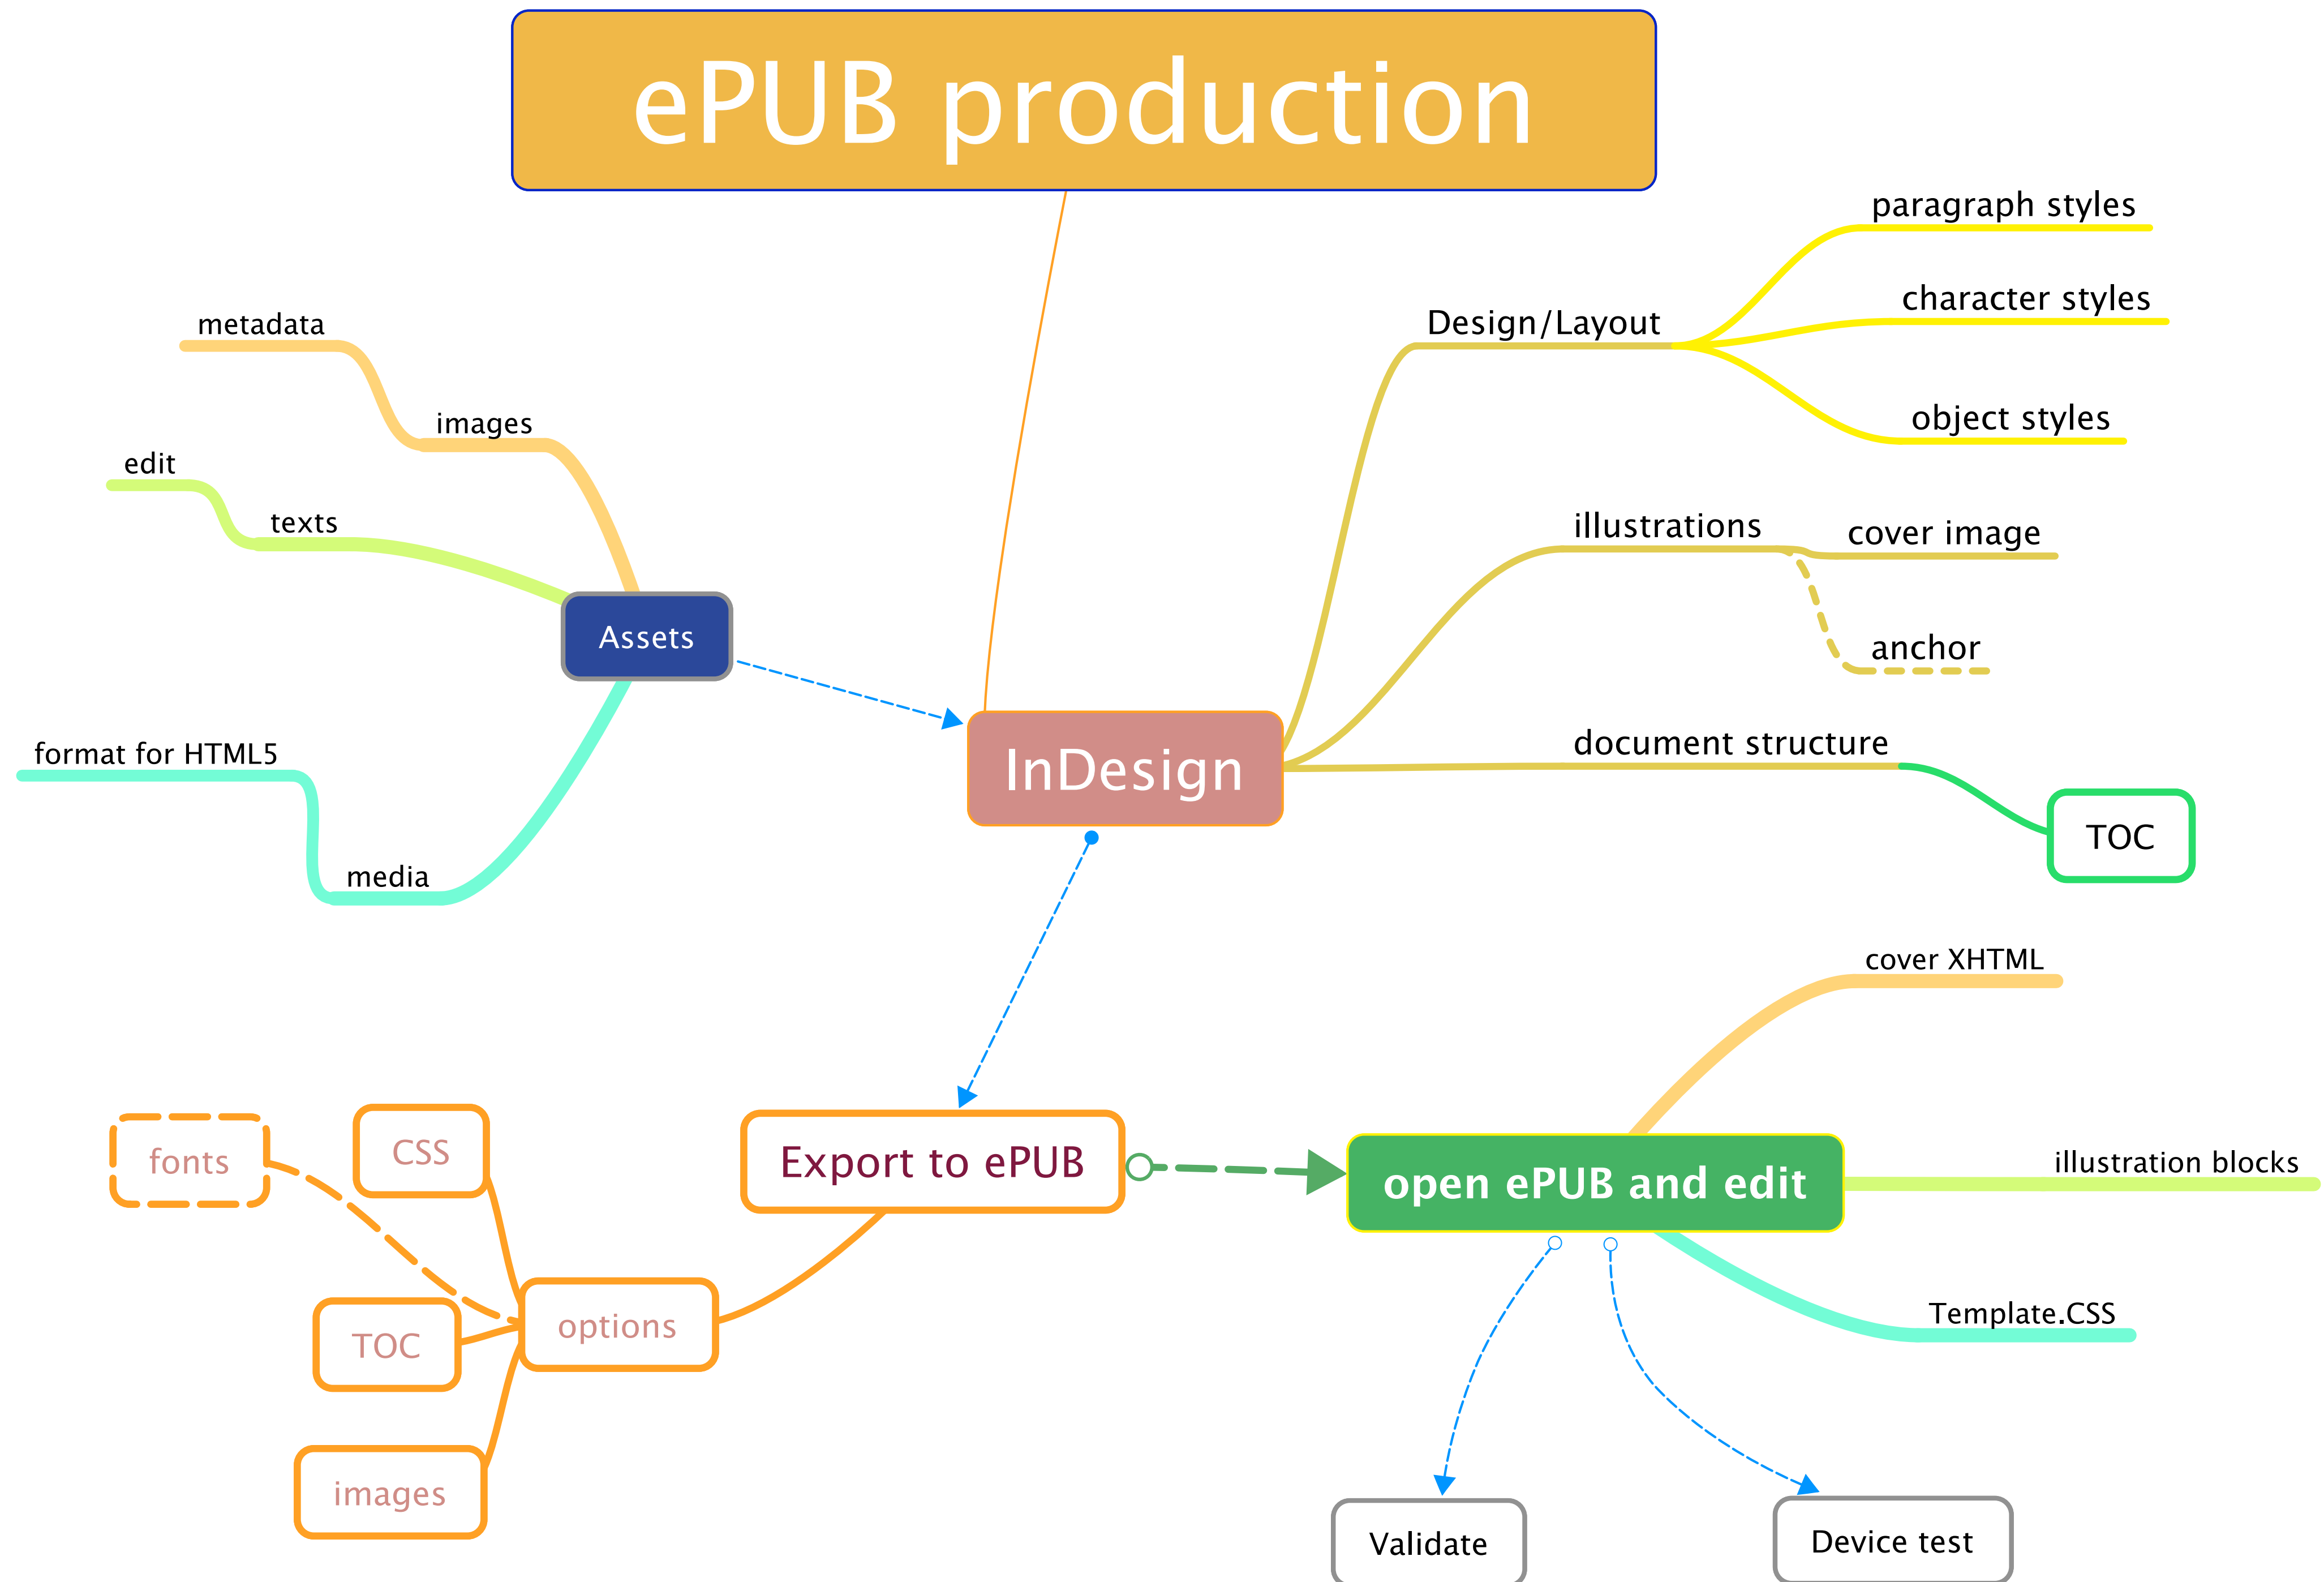 ePUB production
paragraph styles
character styles
Design/Layout
object styles
metadata
images
edit
texts
Assets
format for HTML5
media
illustrations
cover image
anchor
InDesign
document structure
TOC
cover XHTML
Export to ePUB
open ePUB and edit
illustration blocks
Template.CSS
fonts
CSS
options
TOC
images
Validate
Device test